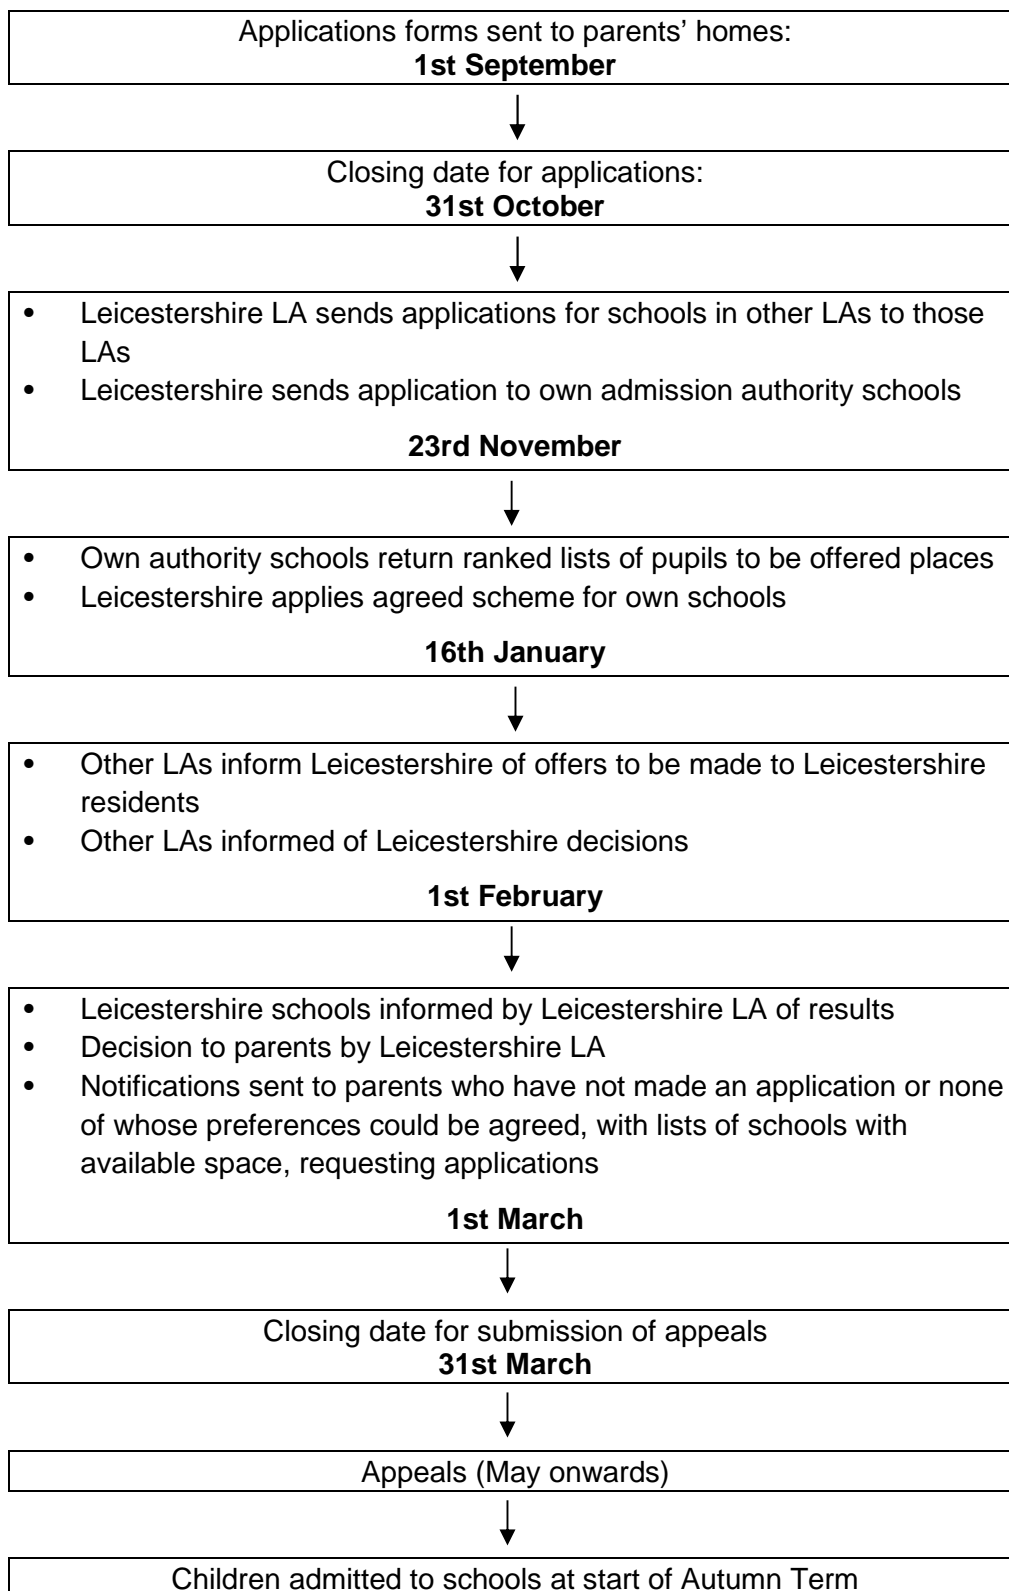 Applications forms sent to parents' homes:
1st September
Closing date for applications:
31st October
• Leicestershire LA sends applications for schools in other LAs to those
LAs
• Leicestershire sends application to own admission authority schools
23rd November
• Own authority schools return ranked lists of pupils to be offered places
• Leicestershire applies agreed scheme for own schools
16th January
• Other LAs inform Leicestershire of offers to be made to Leicestershire
residents
• Other LAs informed of Leicestershire decisions
1st February
• Leicestershire schools informed by Leicestershire LA of results
• Decision to parents by Leicestershire LA
• Notifications sent to parents who have not made an application or none
of whose preferences could be agreed, with lists of schools with
available space, requesting applications
1st March
Closing date for submission of appeals
31st March
Appeals (May onwards)
Children admitted to schools at start of Autumn Term